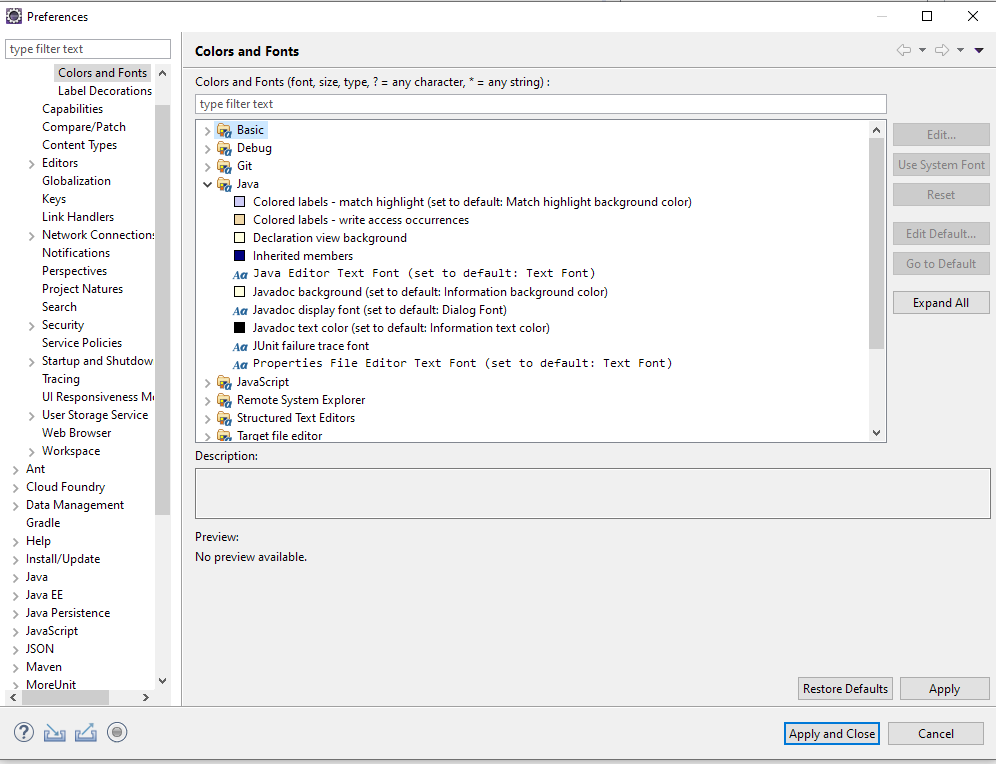 Preferences
type filter text
Colors and Fonts
Label Decorations
Capabilities
Compare/Patch
Content Types
Editors
Globalization
Keys
Link Handlers
Network Connections
Notifications
Perspectives
Project Natures
Search
Security
Service Policies
Startup and Shutdow
Tracing
UI Responsiveness Mo
User Storage Service
Web Browser
Workspace
Ant
Cloud Foundry
Data Management
Gradle
Help
Install/Update
Java
Java EE
Java Persistence
JavaScript
JSON
Maven
MoreUnit
Colors and Fonts
Colors and Fonts (font, size, type, ? = any character, * = any string) :
type filter text
Basic
Debug
Git
Java
Colored labels - match highlight (set to default: Match highlight background color)
Colored labels - write access occurrences
Declaration view background
Inherited members
Aa Java Editor Text Font (set to default: Text Font)
Javadoc background (set to default: Information background color)
Aa Javadoc display font (set to default: Dialog Font)
Javadoc text color (set to default: Information text color)
Aa JUnit failure trace font
Aa Properties File Editor Text Font (set to default: Text Font)
JavaScript
Remote System Explorer
Structured Text Editors
Target file editor
Edit...
Use System Font
Reset
Edit Default...
Go to Default
Expand All
Description:
Preview:
No preview available.
Restore Defaults
Apply
?
Apply and Close
Cancel